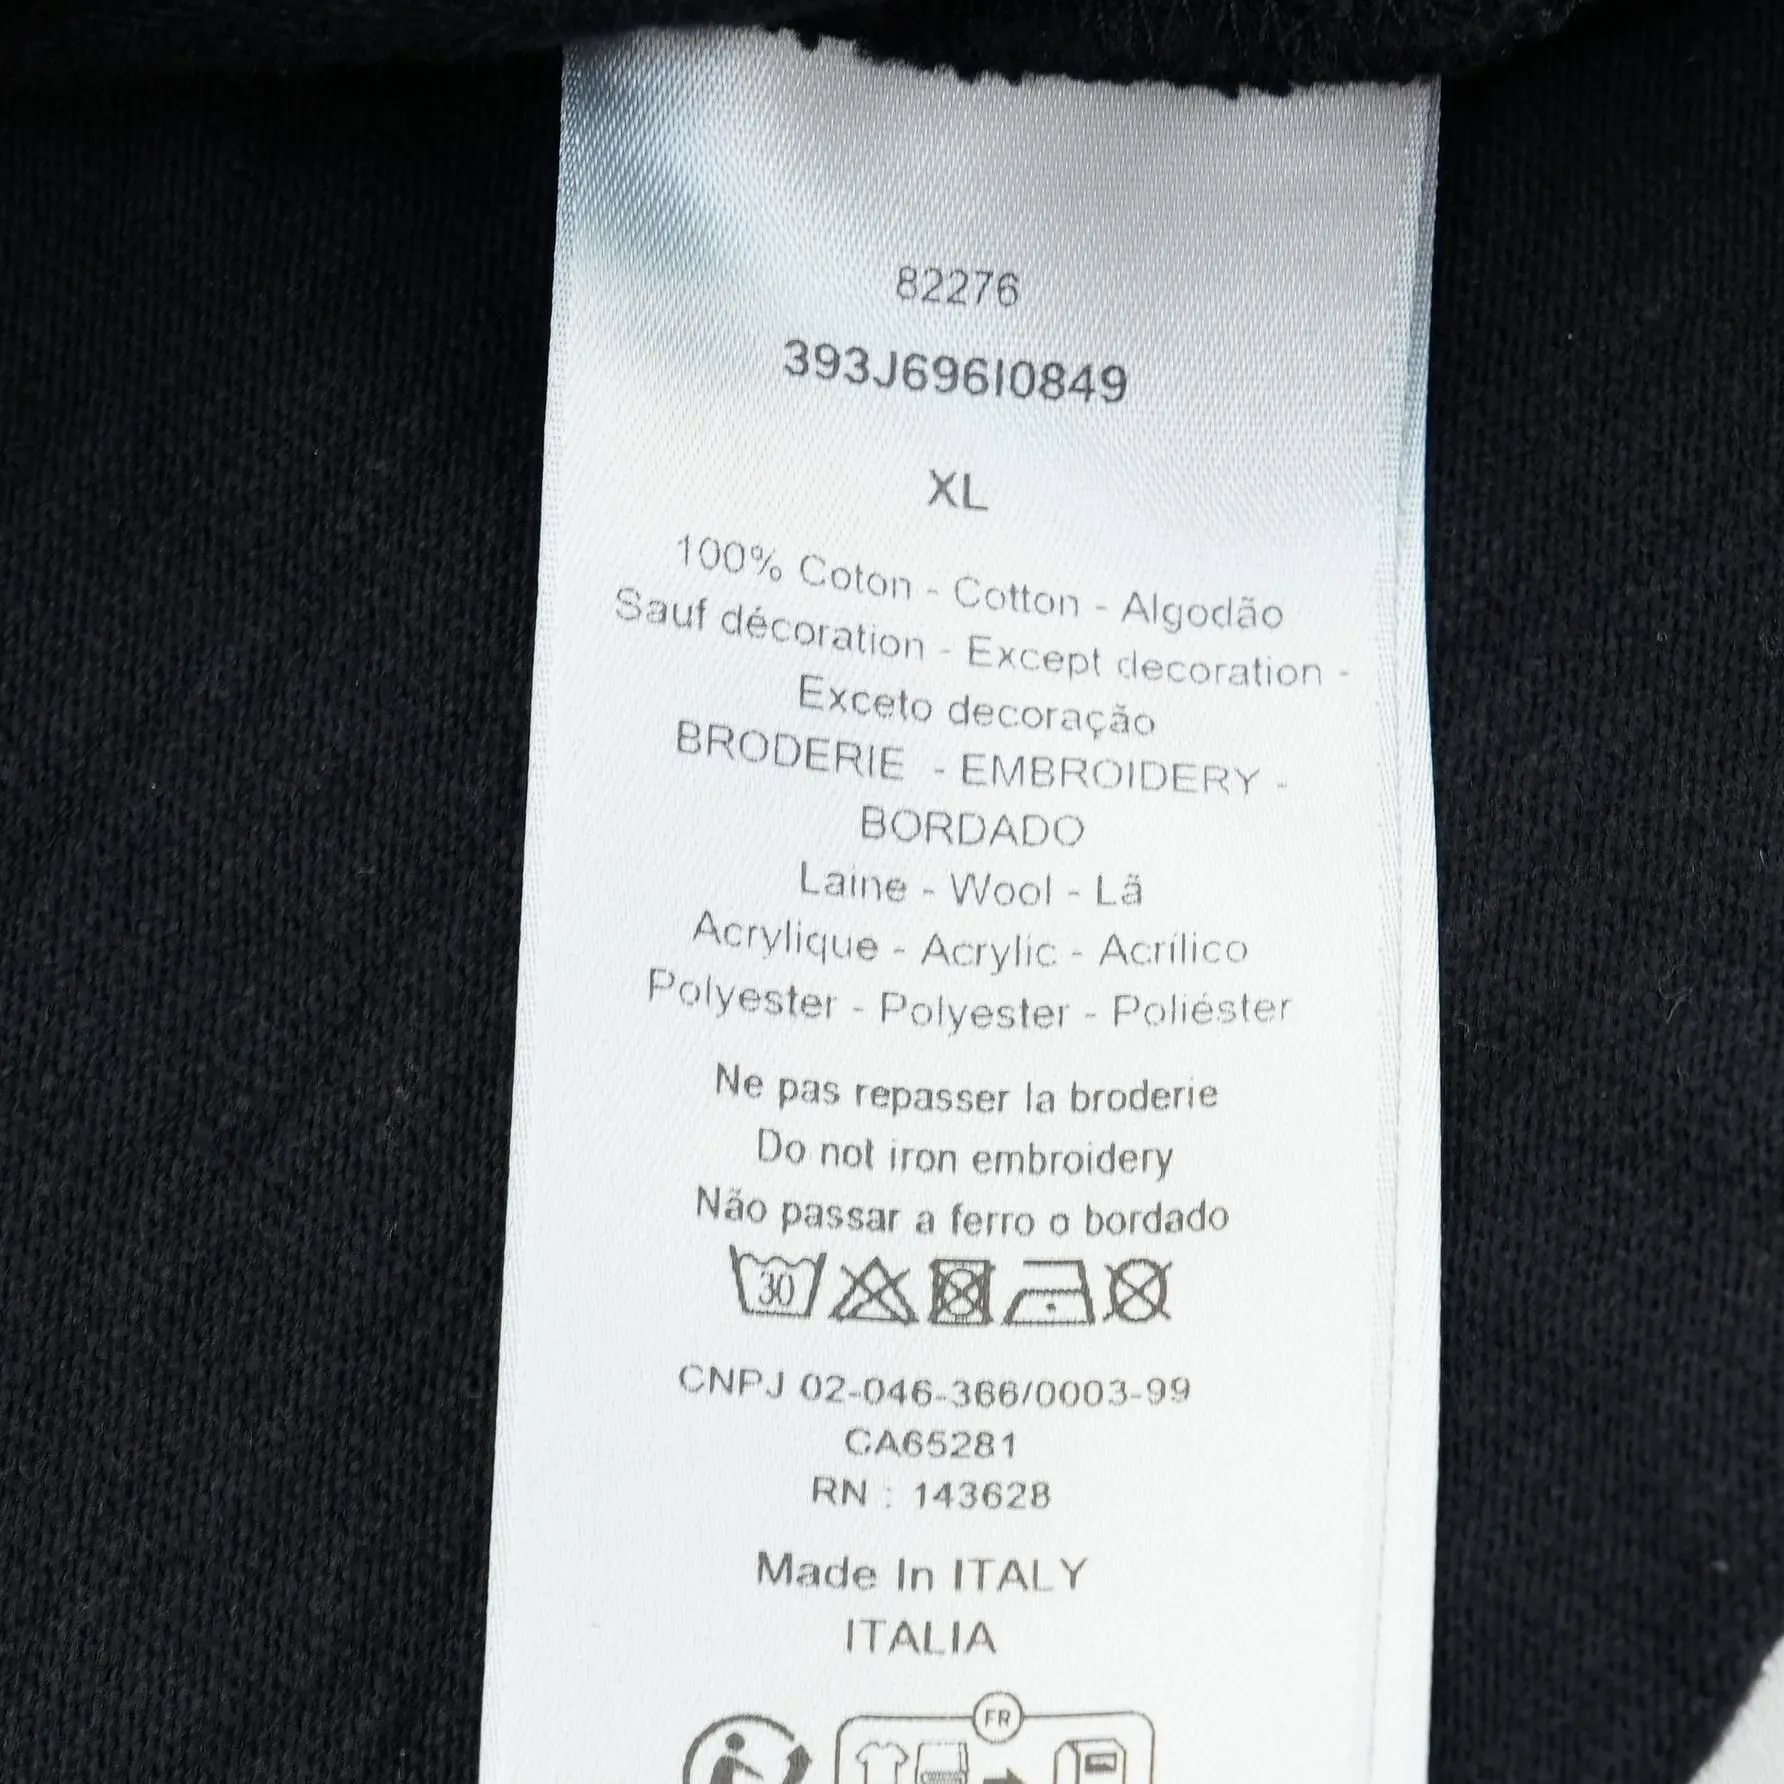 82276
393J696I0849
XL
100% Coton - Cotton - Algodão
Sauf décoration - Except decoration -
Exceto decoração
BRODERIE - EMBROIDERY -
BORDADO
Laine - Wool - Lã
Acrylique - Acrylic - Acrílico
Polyester - Polyester - Poliéster
Ne pas repasser la broderie
Do not iron embroidery
Não passar a ferro o bordado
30
CNPJ 02-046-366/0003-99
CA65281
RN : 143628
Made In ITALY
ITALIA
FR